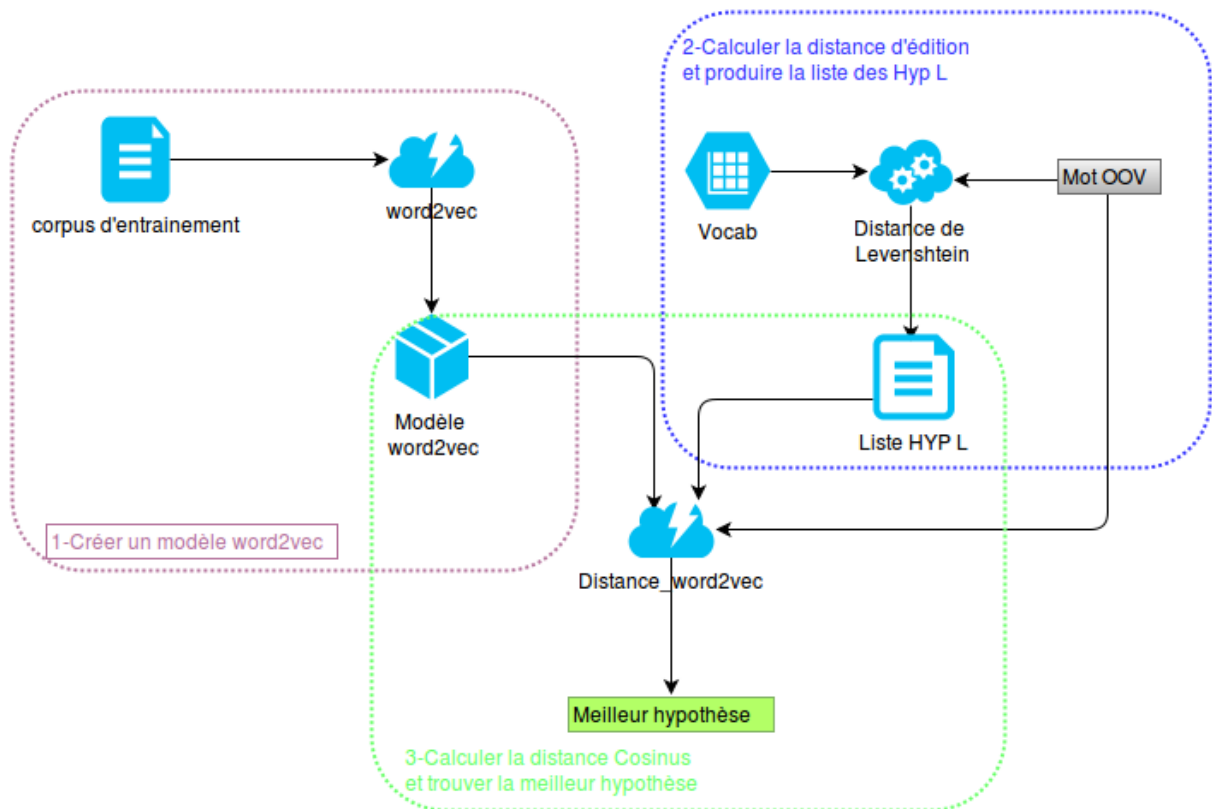 2-Calculer la distance d'édition
et produire la liste des Hyp L
corpus d'entrainement
word2vec
Vocab
Distance de
Levenshtein
Mot OOV
Modèle
word2vec
Liste HYP L
1-Créer un modèle word2vec
Distance_word2vec
Meilleur hypothèse
3-Calculer la distance Cosinus
et trouver la meilleur hypothèse